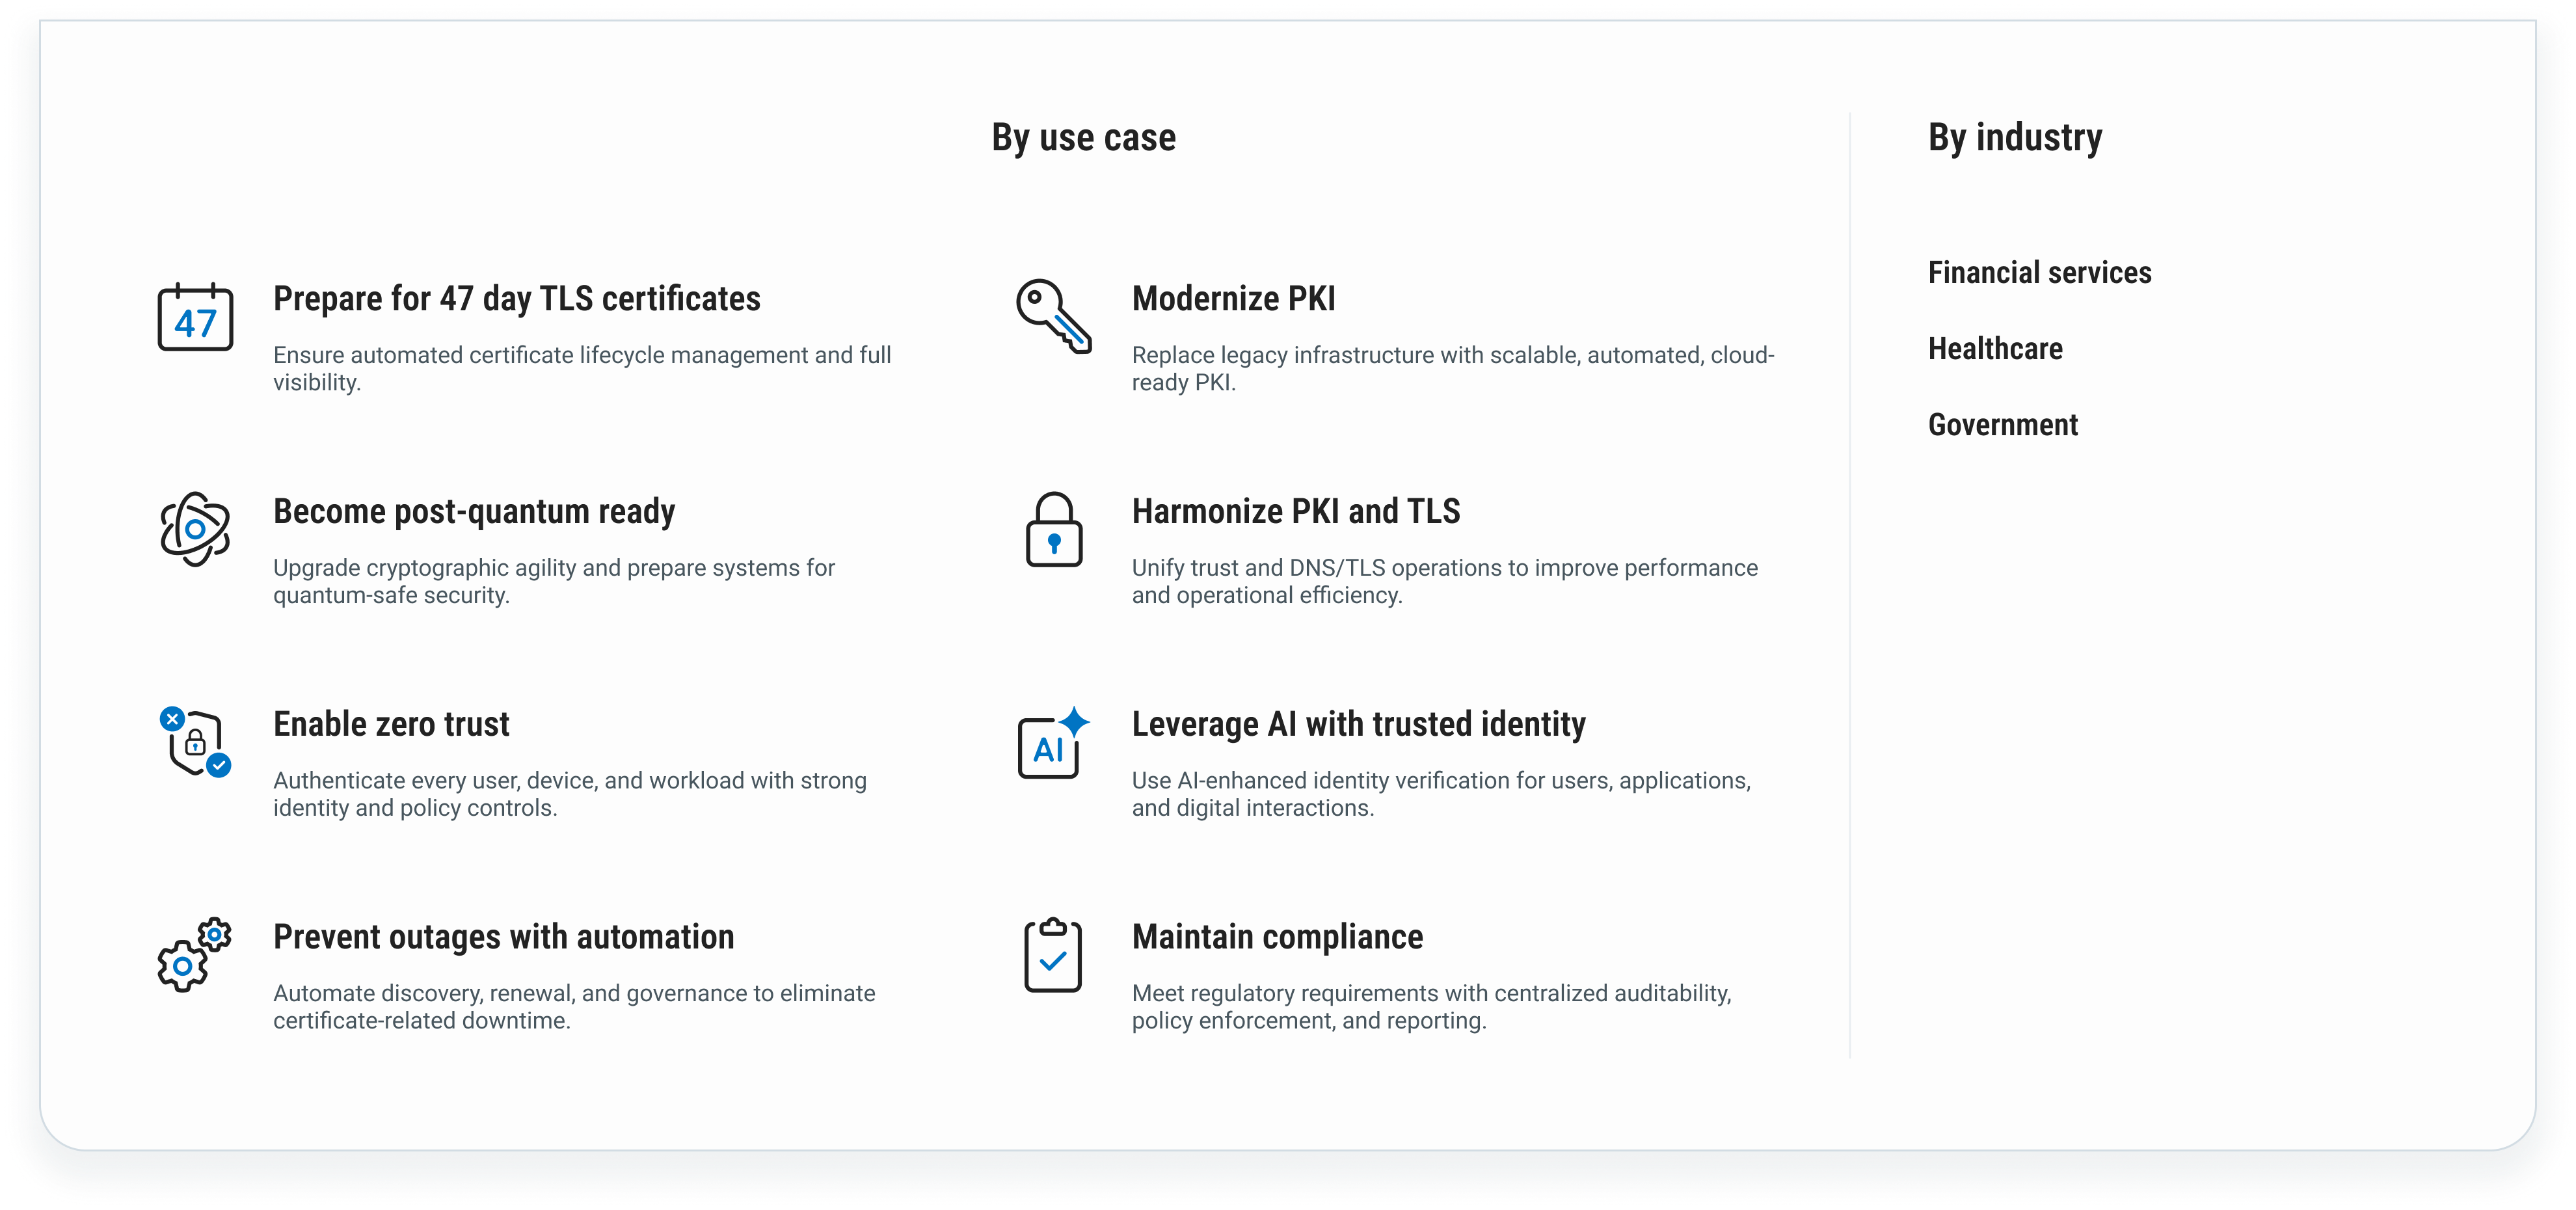 By use case
47
Prepare for 47 day TLS certificates
Ensure automated certificate lifecycle management and full
visibility.
Modernize PKI
Replace legacy infrastructure with scalable, automated, cloud-
ready PKI.
Become post-quantum ready
Upgrade cryptographic agility and prepare systems for
quantum-safe security.
Harmonize PKI and TLS
Unify trust and DNS/TLS operations to improve performance
and operational efficiency.
Enable zero trust
Authenticate every user, device, and workload with strong
identity and policy controls.
AI
Leverage AI with trusted identity
Use AI-enhanced identity verification for users, applications,
and digital interactions.
Prevent outages with automation
Automate discovery, renewal, and governance to eliminate
certificate-related downtime.
Maintain compliance
Meet regulatory requirements with centralized auditability,
policy enforcement, and reporting.
By industry
Financial services
Healthcare
Government